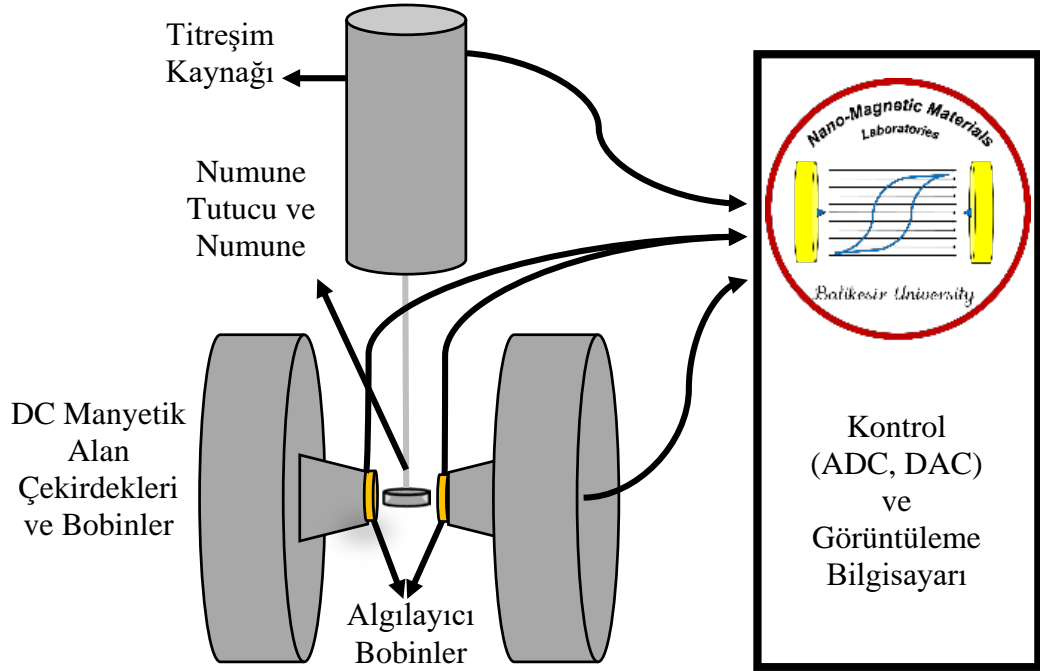 Titreşim
Kaynağı
Numune
Tutucu ve
Numune
DC Manyetik
Alan
Çekirdekleri
ve Bobinler
Algılayıcı
Bobinler
Nano-Magnetic Materials
Laboratories
Balikesir University
Kontrol
(ADC, DAC)
ve
Görüntüleme
Bilgisayarı